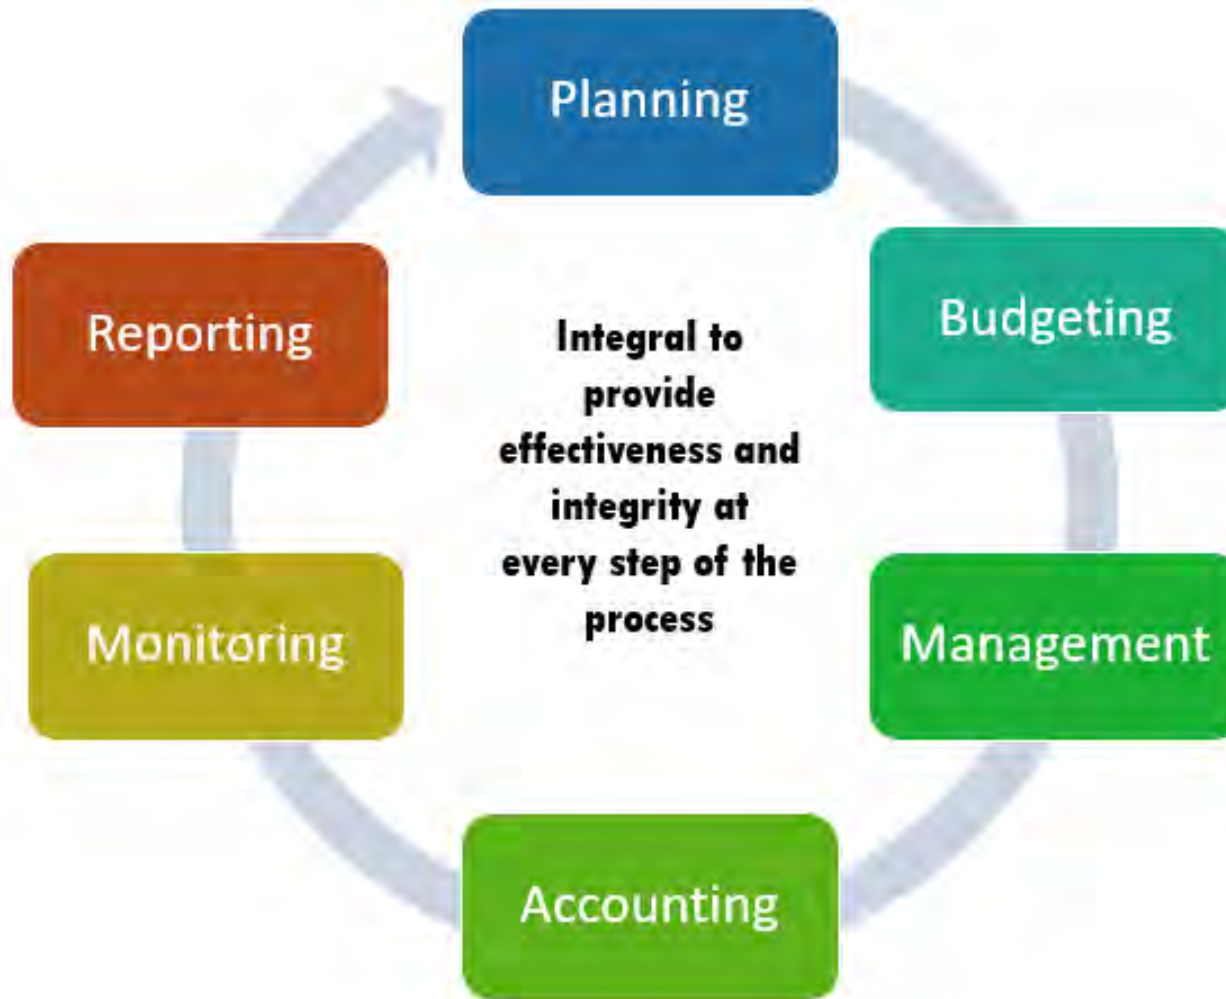 Planning
Budgeting
Management
Accounting
Monitoring
Reporting
Integral to
provide
effectiveness and
integrity at
every step of the
process